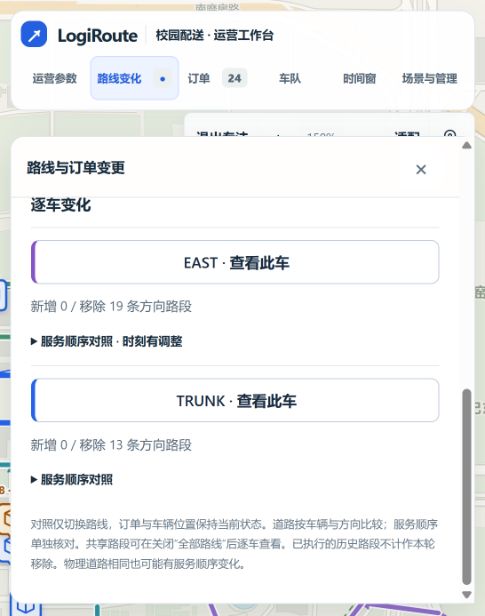 南磨房路
LogiRoute 校园配送 · 运营工作台
运营参数 路线变化 订单 24 车队 时间窗 场景与管理
路线与订单变更 ×
逐车变化
EAST · 查看此车
新增 0 / 移除 19 条方向路段
▶ 服务顺序对照 · 时刻有调整
TRUNK · 查看此车
新增 0 / 移除 13 条方向路段
▶ 服务顺序对照
对照仅切换路线，订单与车辆位置保持当前状态。道路按车辆与方向比较；服务顺序
单独核对。共享路段可在关闭“全部路线”后逐车查看。已执行的历史路段不计作本轮
移除。物理道路相同也可能有服务顺序变化。